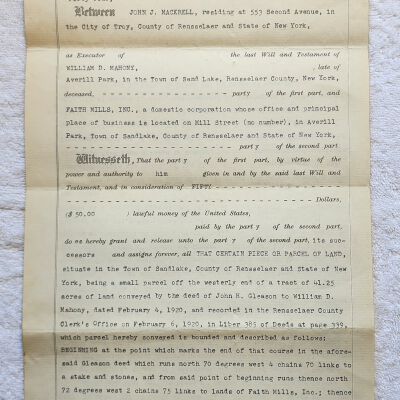 Between JOHN J. MACKRELL, residing at 553 Second Avenue, in
the City of Troy, County of Rensselaer and State of New York,
as Executor of the last Will and Testament of
WILLIAM D. MAHONY, , late of
Averill Park, in the Town of Sand Lake, Rensselaer County, New York,
deceased, - - - - - - - - - - - - - party of the first part, and
FAITH MILLS, INC., a domestic corporation whose office and principal
place of business is located on Mill Street (no number), in Averill
Park, Town of Sandlake, County of Rensselaer and State of New York,
- - - - - - - - - - - - - - - - party of the second part,
Witnesseth, That the party of the first part, by virtue of the
power and authority to him given in and by the said last Will and
Testament, and in consideration of FIFTY - - - - - - - - - - - - -
- - - - - - - - - - - - - - - - - - - - - - - - Dollars,
($ 50.00 ) lawful money of the United States,
paid by the party of the second part,
does hereby grant and release unto the party of the second part, its suc-
cessors and assigns forever, all THAT CERTAIN PIECE OR PARCEL OF LAND,
situate in the Town of Sandlake, County of Rensselaer and State of New
York, being a small parcel off the westerly end of a tract of 41.25
acres of land conveyed by the deed of John H. Gleason to William D.
Mahony, dated February 4, 1920, and recorded in the Rensselaer County
Clerk's Office on February 6, 1920, in Liber 385 of Deeds at page 339,
which parcel hereby conveyed is bounded and described as follows:
BEGINNING at the point which marks the end of that course in the afore-
said Gleason deed which runs north 70 degrees west 4 chains 70 links to
a stake and stones, and from said point of beginning runs thence north
72 degrees west 2 chains 75 links to lands of Faith Mills, Inc.; thence